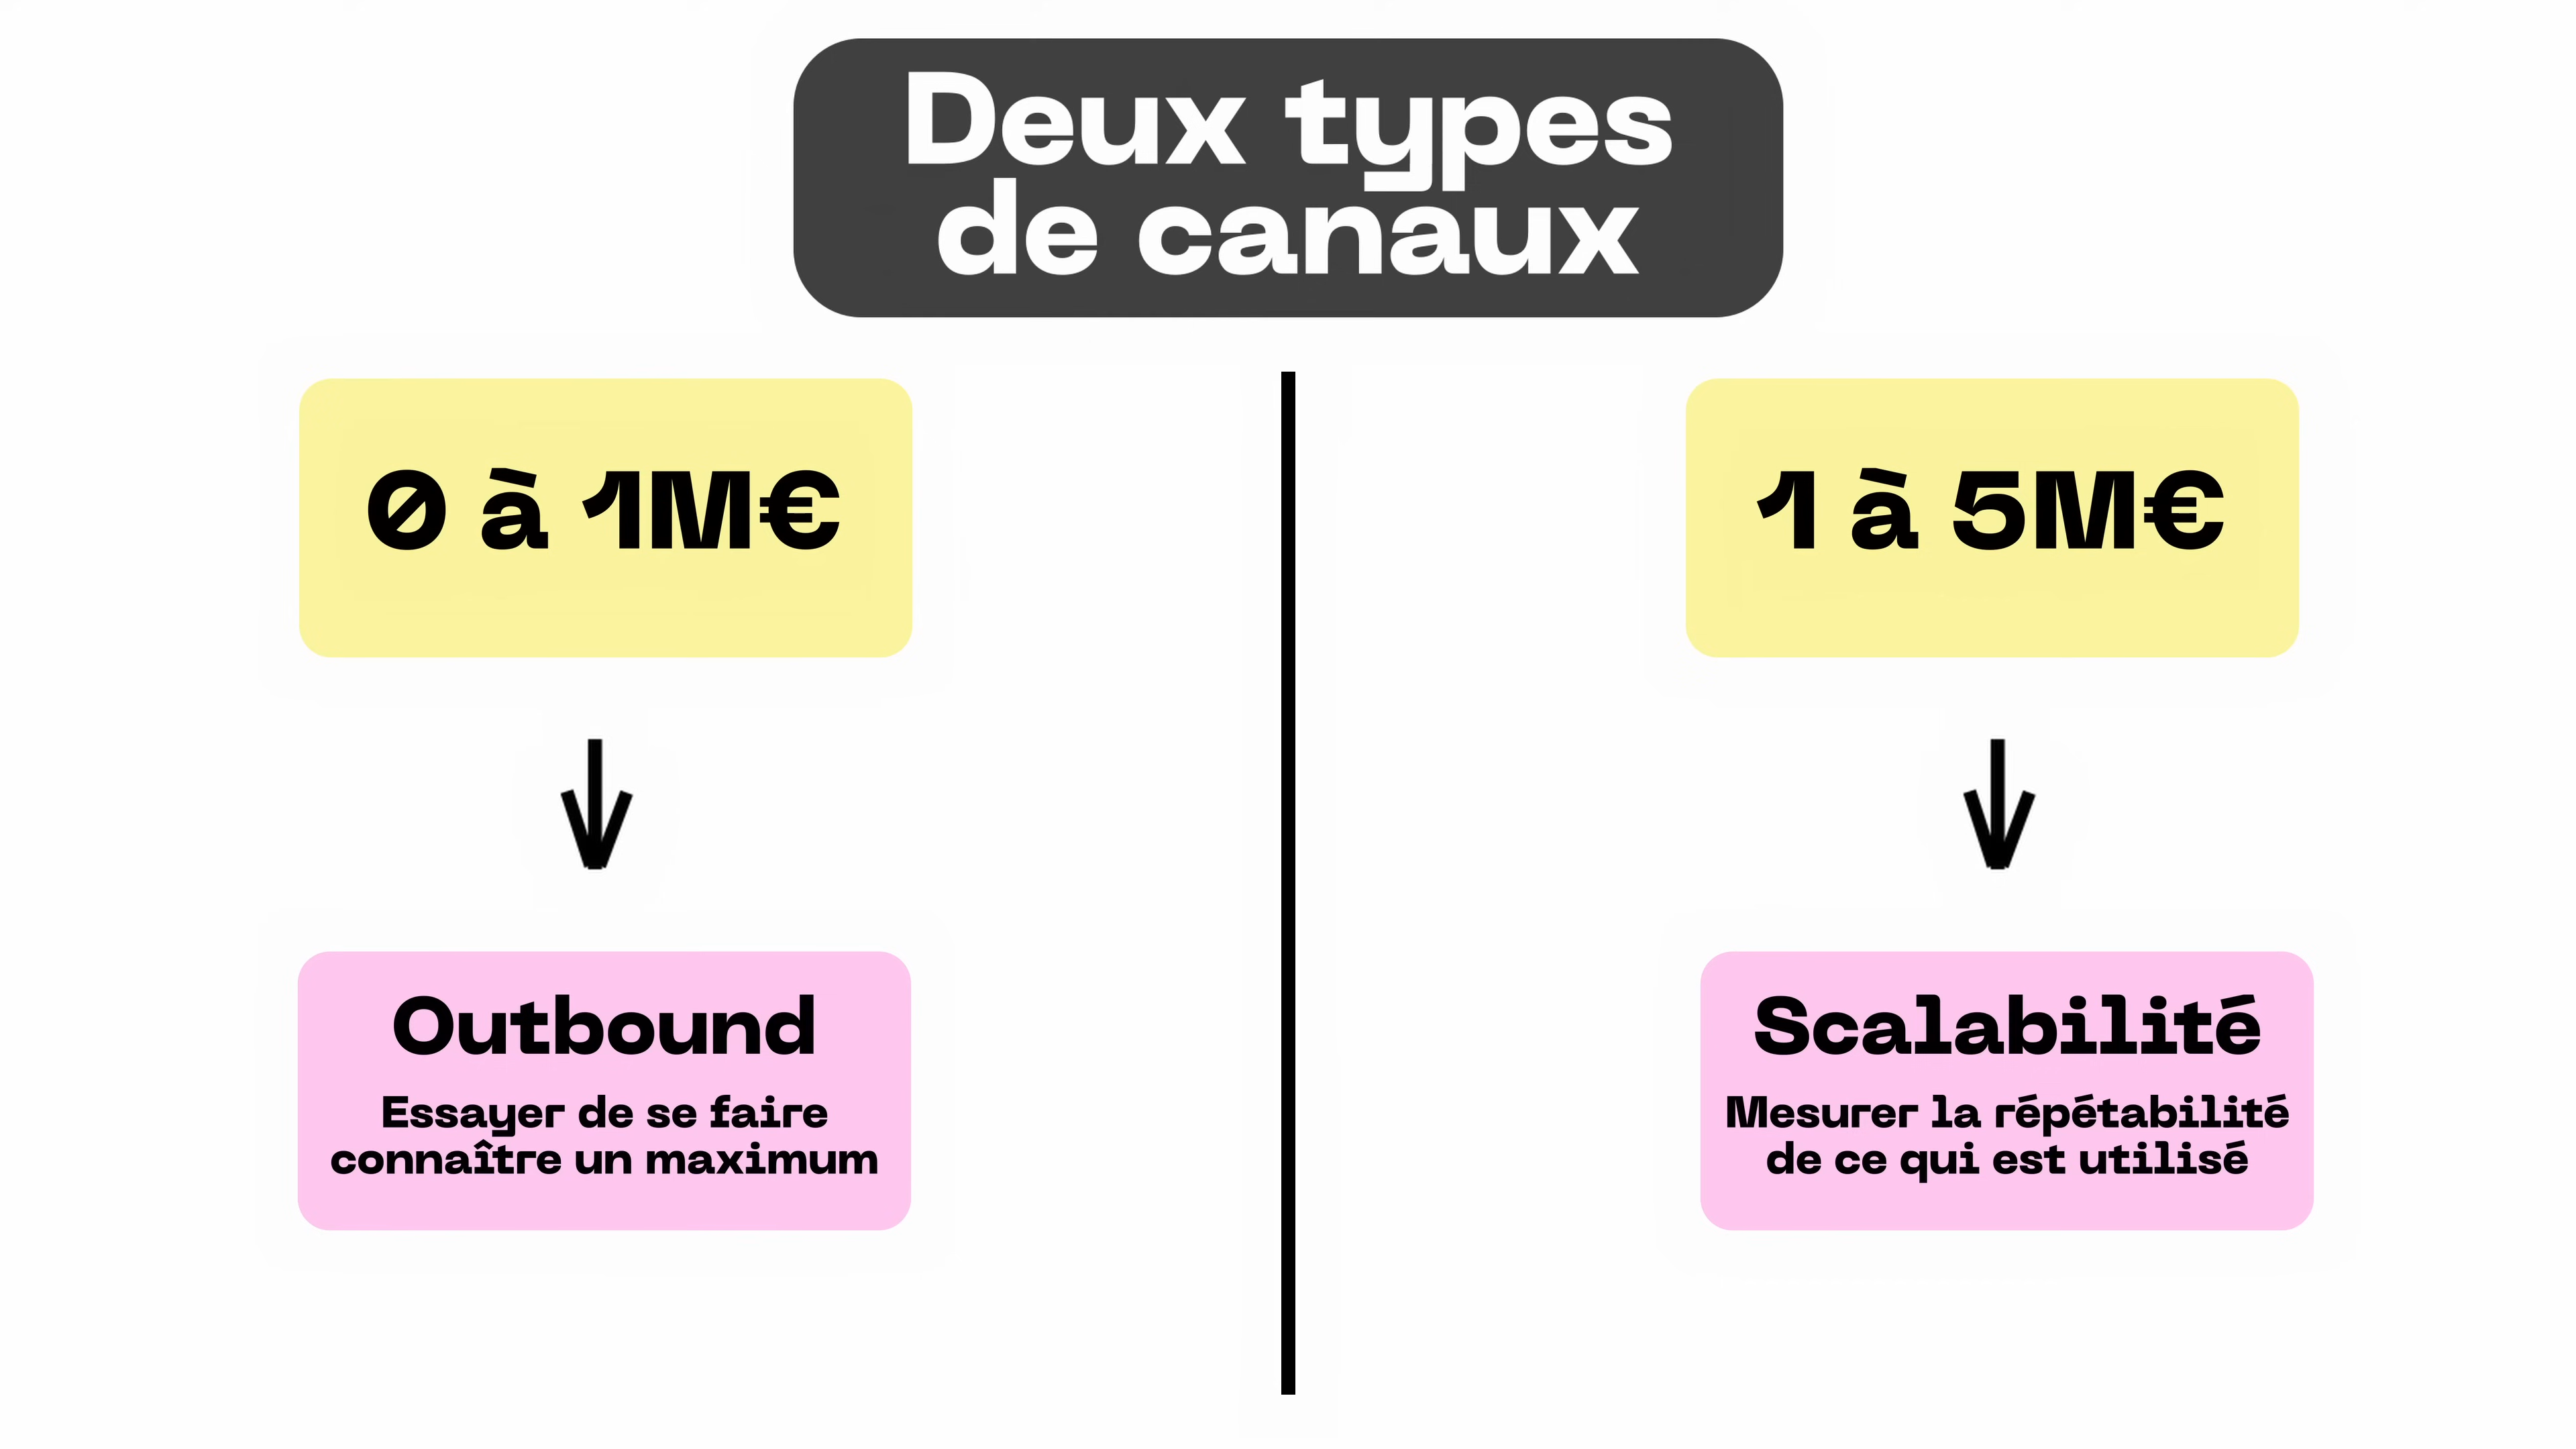 Deux types
de canaux
0 à 1M€
1 à 5M€
Outbound
Essayer de se faire
connaître un maximum
Scalabilité
Mesurer la répétabilité
de ce qui est utilisé